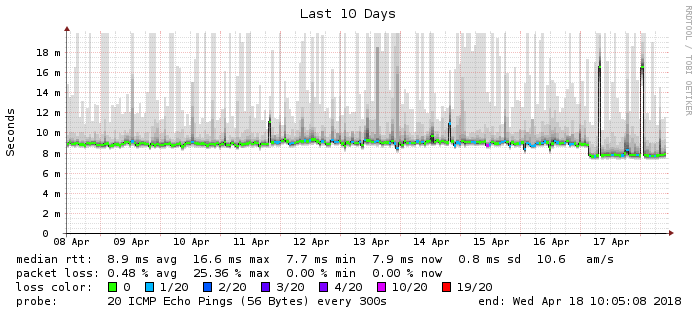 Last 10 Days
RRDTOOL / TOBI OETIKER
Seconds
18 m
16 m
14 m
12 m
10 m
8 m
6 m
4 m
2 m
0
08 Apr 09 Apr 10 Apr 11 Apr 12 Apr 13 Apr 14 Apr 15 Apr 16 Apr 17 Apr
median rtt: 8.9 ms avg 16.6 ms max 7.7 ms min 7.9 ms now 0.8 ms sd 10.6 am/s
packet loss: 0.48 % avg 25.36 % max 0.00 % min 0.00 % now
loss color: 0 1/20 2/20 3/20 4/20 10/20 19/20
probe: 20 ICMP Echo Pings (56 Bytes) every 300s end: Wed Apr 18 10:05:08 2018